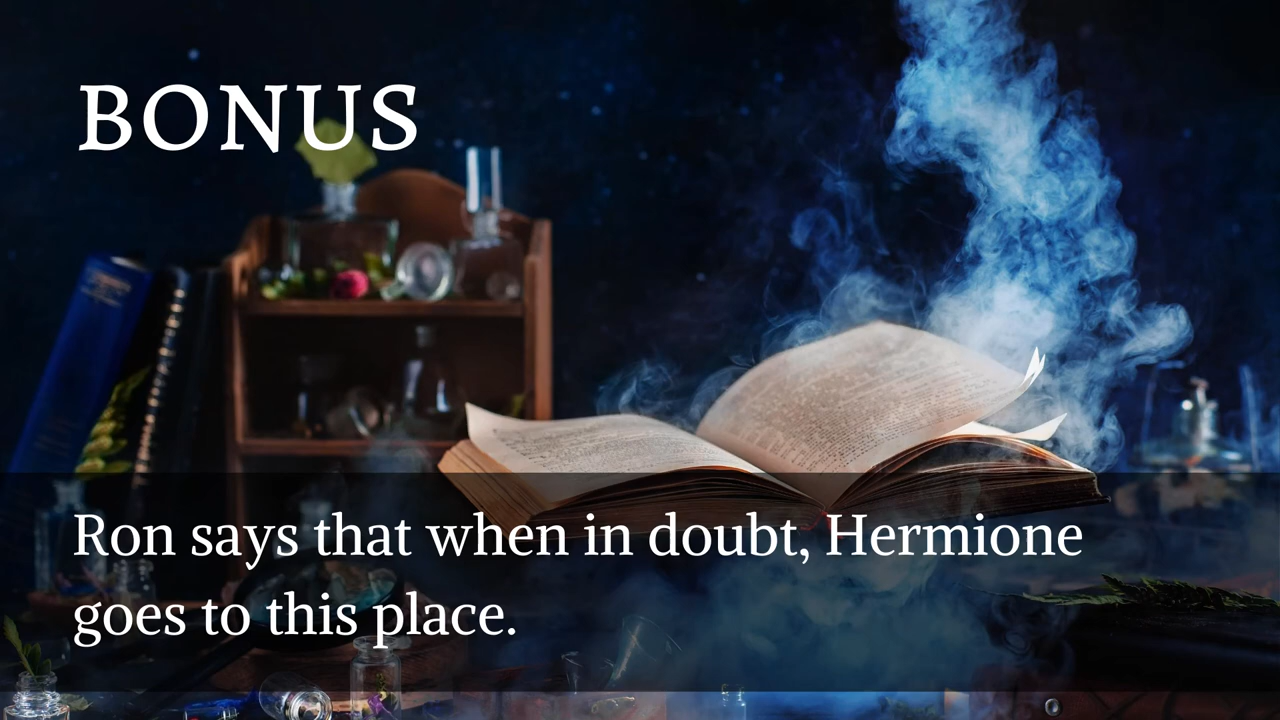 BONUS
Ron says that when in doubt, Hermione
goes to this place.